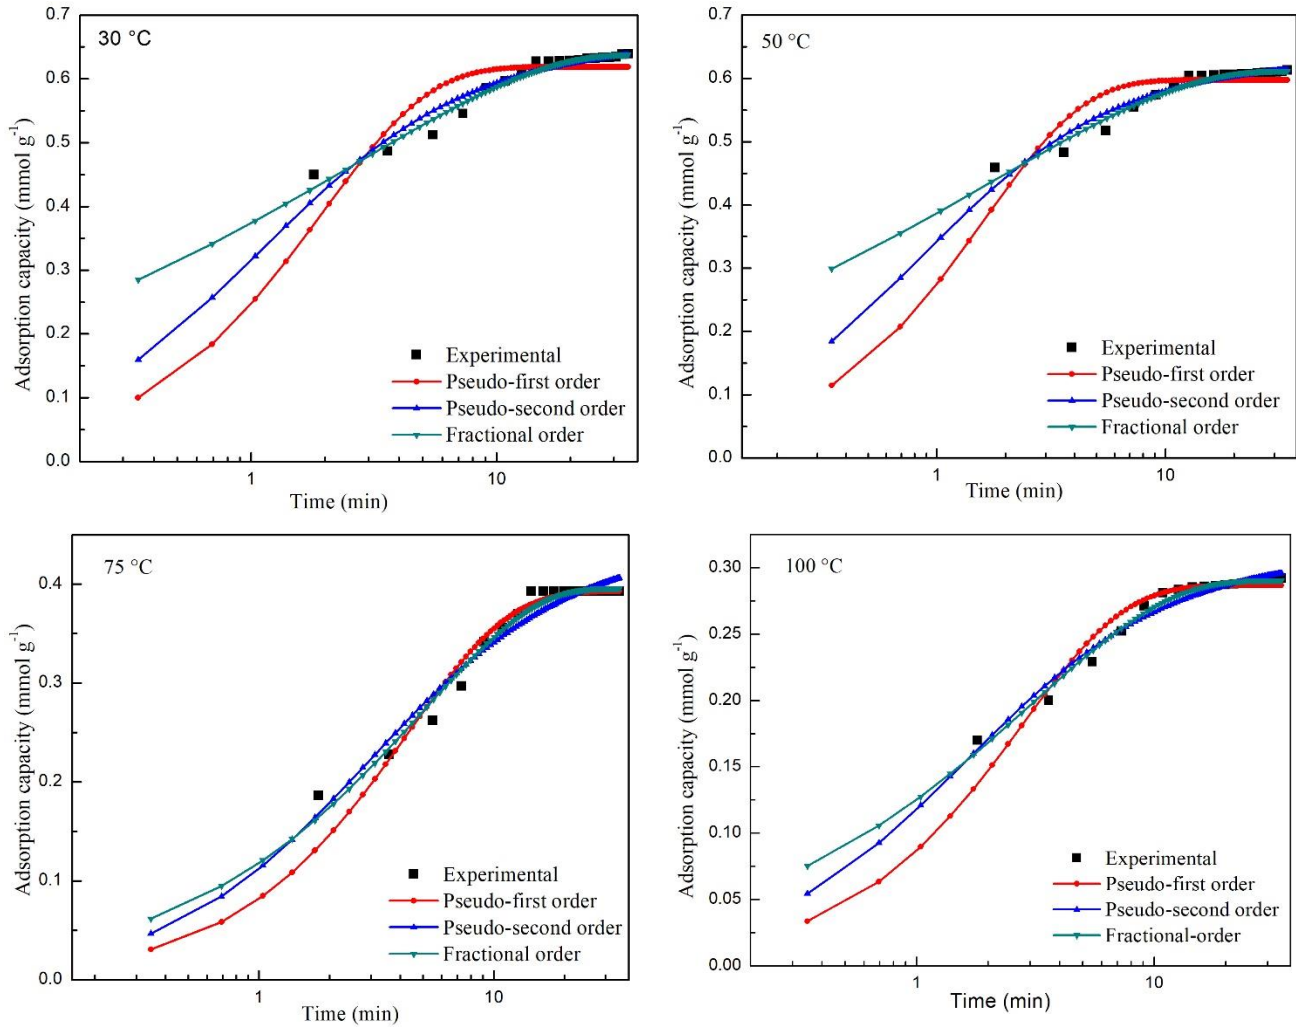 30 °C
0.7
0.6
0.5
0.4
0.3
0.2
0.1
0.0
Adsorption capacity (mmol g⁻¹)
Experimental
Pseudo-first order
Pseudo-second order
Fractional order
1
10
Time (min)
50 °C
0.7
0.6
0.5
0.4
0.3
0.2
0.1
0.0
Adsorption capacity (mmol g⁻¹)
Experimental
Pseudo-first order
Pseudo-second order
Fractional order
1
10
Time (min)
75 °C
0.4
0.3
0.2
0.1
0.0
Adsorption capacity (mmol g⁻¹)
Experimental
Pseudo-first order
Pseudo-second order
Fractional order
1
10
Time (min)
100 °C
0.30
0.25
0.20
0.15
0.10
0.05
0.00
Adsorption capacity (mmol g⁻¹)
Experimental
Pseudo-first order
Pseudo-second order
Fractional-order
1
10
Time (min)